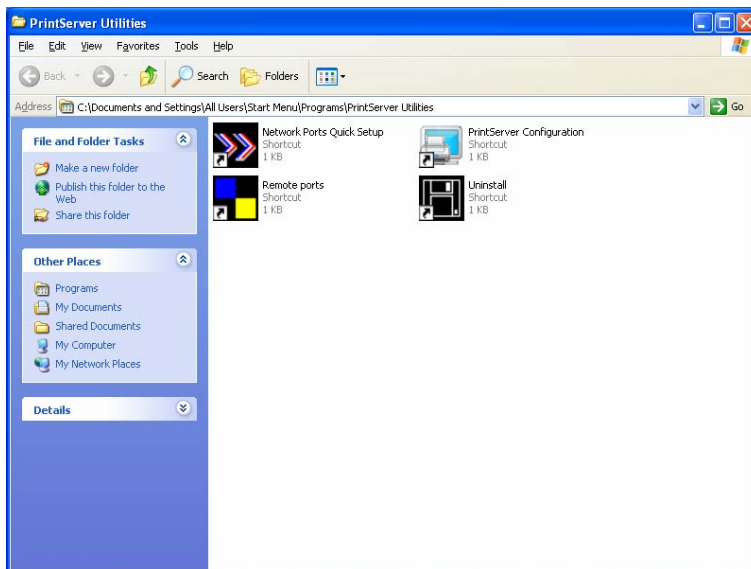 PrintServer Utilities
File Edit View Favorites Tools Help
Back Search Folders
Address C:\Documents and Settings\All Users\Start Menu\Programs\PrintServer Utilities Go
File and Folder Tasks
Make a new folder
Publish this folder to the
Web
Share this folder
Other Places
Programs
My Documents
Shared Documents
My Computer
My Network Places
Details
Network Ports Quick Setup
Shortcut
1 KB
PrintServer Configuration
Shortcut
1 KB
Remote ports
Shortcut
1 KB
Uninstall
Shortcut
1 KB